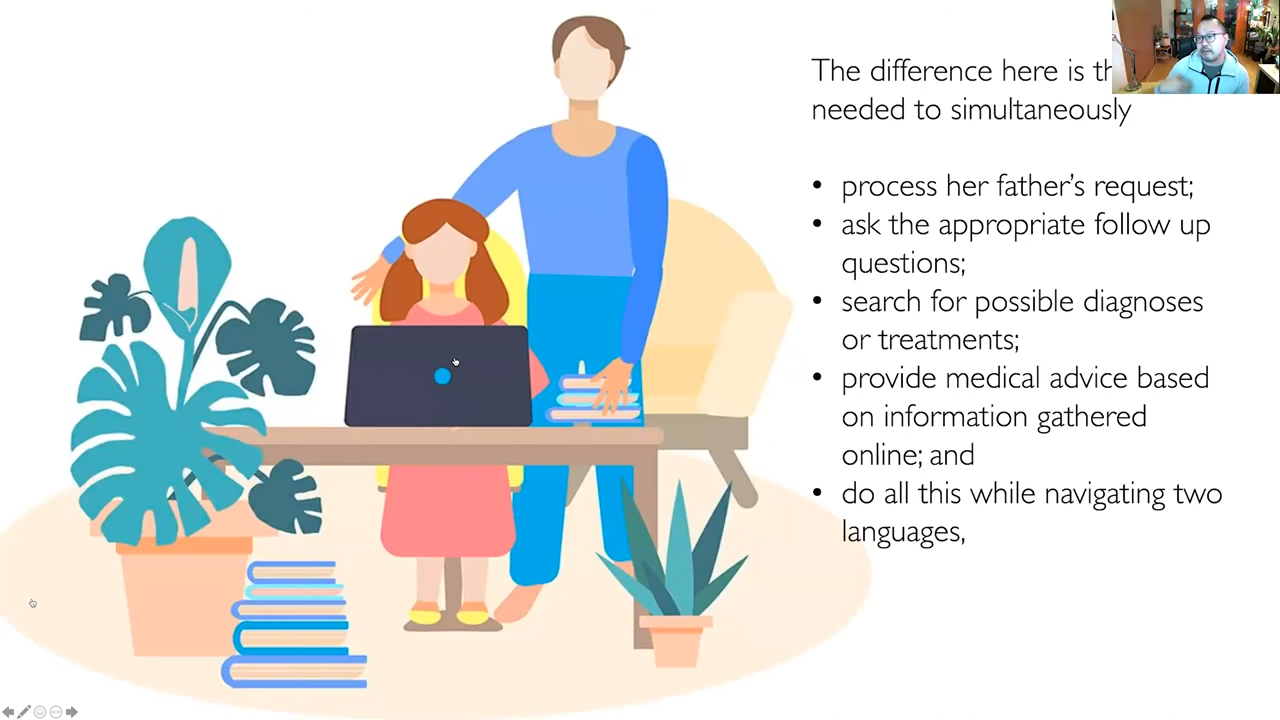 The difference here is th
needed to simultaneously
• process her father's request;
• ask the appropriate follow up
questions;
• search for possible diagnoses
or treatments;
• provide medical advice based
on information gathered
online; and
• do all this while navigating two
languages,